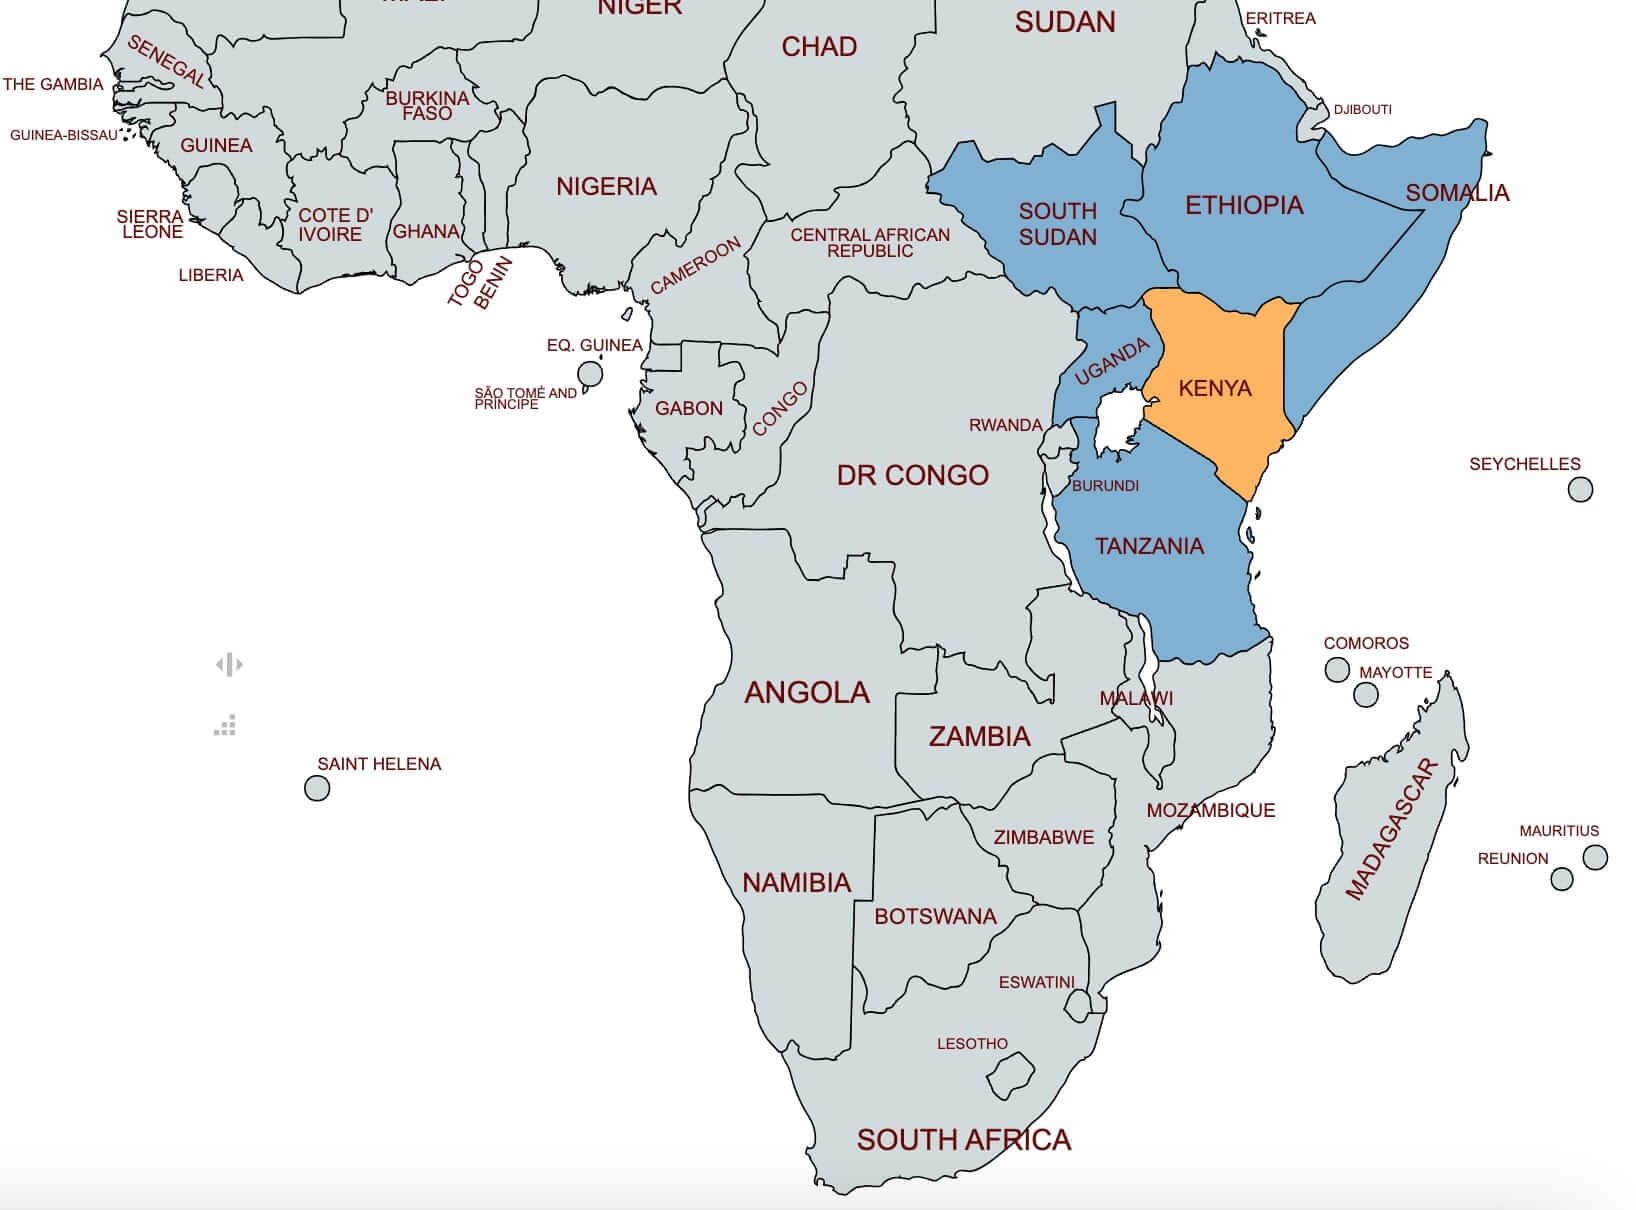 NIGER
SUDAN
ERITREA
CHAD
SENEGAL
THE GAMBIA
BURKINA
FASO
DJIBOUTI
GUINEA-BISSAU
GUINEA
NIGERIA
SOMALIA
ETHIOPIA
SOUTH
SUDAN
SIERRA
LEONE
COTE D'
IVOIRE
GHANA
CENTRAL AFRICAN
REPUBLIC
CAMEROON
LIBERIA
TOGO
BENIN
EQ. GUINEA
UGANDA
KENYA
SÃO TOMÉ AND
PRINCIPE
GABON
CONGO
RWANDA
SEYCHELLES
DR CONGO
BURUNDI
TANZANIA
COMOROS
MAYOTTE
ANGOLA
MALAWI
ZAMBIA
SAINT HELENA
MADAGASCAR
MOZAMBIQUE
MAURITIUS
ZIMBABWE
REUNION
NAMIBIA
BOTSWANA
ESWATINI
LESOTHO
SOUTH AFRICA